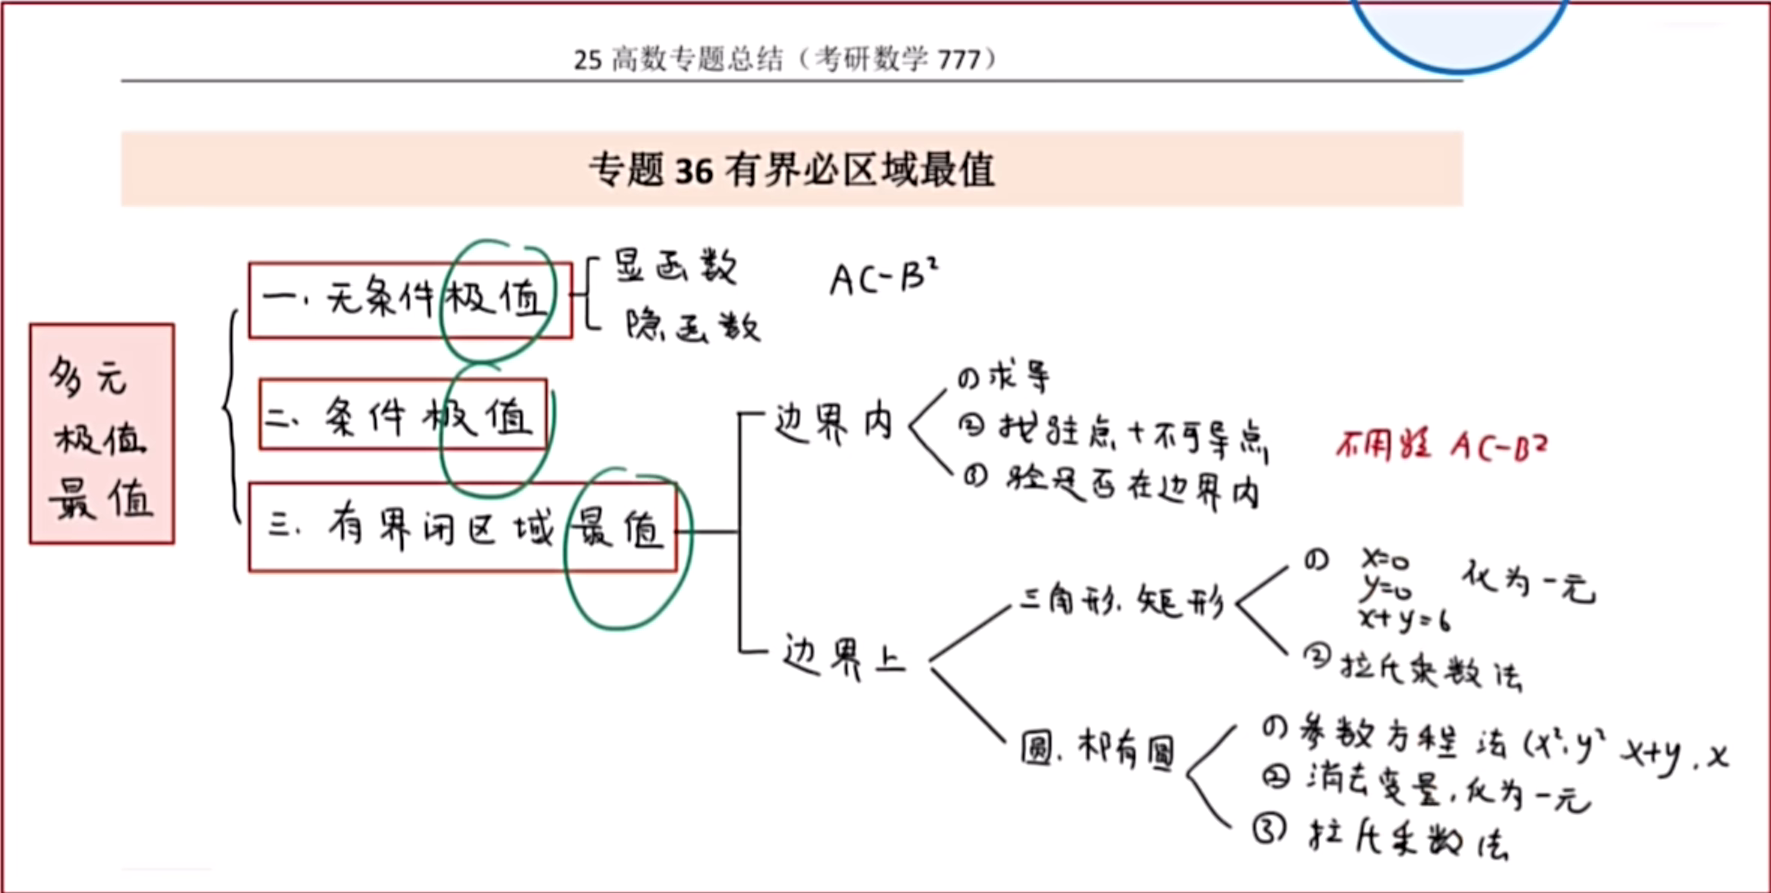 25 高数专题总结（考研数学 777）
专题 36 有界必区域最值
多元
极值
最值
一. 无条件极值
显函数
隐函数
AC-B²
二、条件极值
三. 有界闭区域最值
边界内
① 求导
② 找驻点+不可导点
③ 验是否在边界内
不用验 AC-B²
边界上
三角形. 矩形
① x=0
y=0
x+y=6
化为一元
② 拉氏乘数法
圆.
圆
① 参数方程法 (x². y² x+y. x
② 消去变量, 化为一元
③ 拉氏乘数法